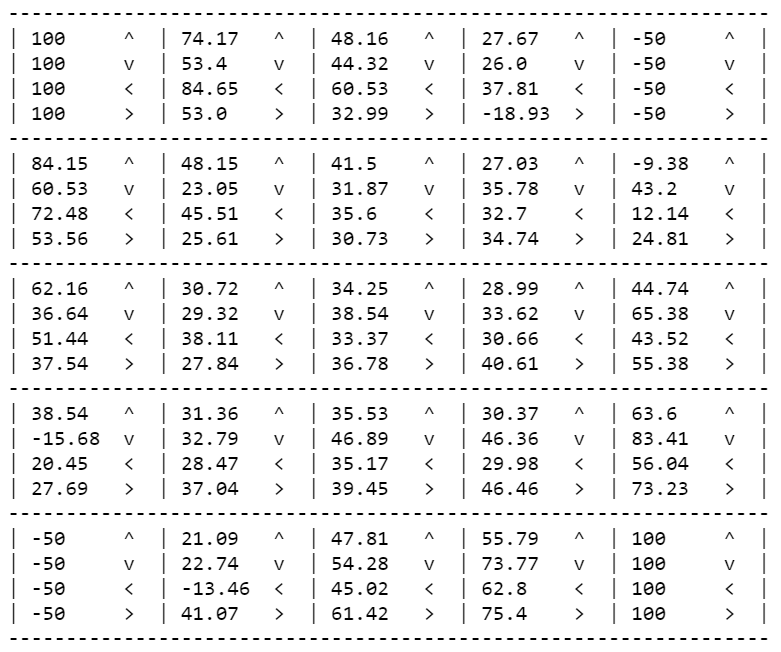 -----------------------------------------------------------------
| 100     ^  | 74.17   ^  | 48.16   ^  | 27.67   ^  | -50     ^  |
| 100     v  | 53.4    v  | 44.32   v  | 26.0    v  | -50     v  |
| 100     <  | 84.65   <  | 60.53   <  | 37.81   <  | -50     <  |
| 100     >  | 53.0    >  | 32.99   >  | -18.93  >  | -50     >  |
-----------------------------------------------------------------
| 84.15   ^  | 48.15   ^  | 41.5    ^  | 27.03   ^  | -9.38   ^  |
| 60.53   v  | 23.05   v  | 31.87   v  | 35.78   v  | 43.2    v  |
| 72.48   <  | 45.51   <  | 35.6    <  | 32.7    <  | 12.14   <  |
| 53.56   >  | 25.61   >  | 30.73   >  | 34.74   >  | 24.81   >  |
-----------------------------------------------------------------
| 62.16   ^  | 30.72   ^  | 34.25   ^  | 28.99   ^  | 44.74   ^  |
| 36.64   v  | 29.32   v  | 38.54   v  | 33.62   v  | 65.38   v  |
| 51.44   <  | 38.11   <  | 33.37   <  | 30.66   <  | 43.52   <  |
| 37.54   >  | 27.84   >  | 36.78   >  | 40.61   >  | 55.38   >  |
-----------------------------------------------------------------
| 38.54   ^  | 31.36   ^  | 35.53   ^  | 30.37   ^  | 63.6    ^  |
| -15.68  v  | 32.79   v  | 46.89   v  | 46.36   v  | 83.41   v  |
| 20.45   <  | 28.47   <  | 35.17   <  | 29.98   <  | 56.04   <  |
| 27.69   >  | 37.04   >  | 39.45   >  | 46.46   >  | 73.23   >  |
-----------------------------------------------------------------
| -50     ^  | 21.09   ^  | 47.81   ^  | 55.79   ^  | 100     ^  |
| -50     v  | 22.74   v  | 54.28   v  | 73.77   v  | 100     v  |
| -50     <  | -13.46  <  | 45.02   <  | 62.8    <  | 100     <  |
| -50     >  | 41.07   >  | 61.42   >  | 75.4    >  | 100     >  |
-----------------------------------------------------------------